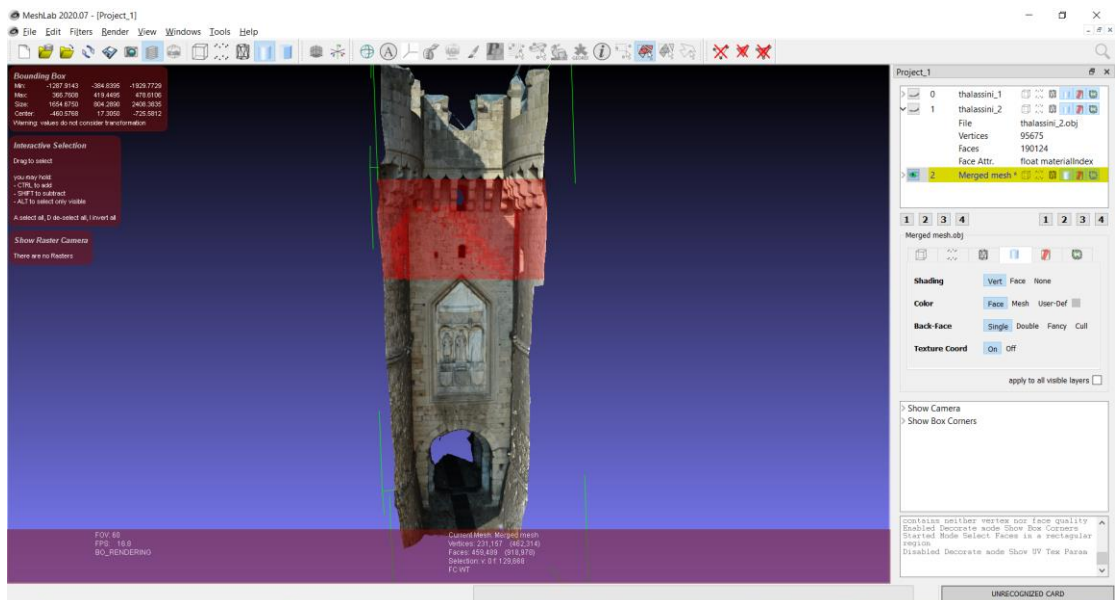 MeshLab 2020.07 - [Project_1]
File Edit Filters Render View Windows Tools Help
Bounding Box
Min: -1287.9143 -384.8395 -1929.7729
Max: 366.7608 419.4495 478.6106
Size: 1654.6750 804.2890 2408.3835
Center: -460.5768 17.3050 -725.5812
Warning: values do not consider transformation
Interactive Selection
Drag to select
you may hold:
- CTRL to add
- SHIFT to subtract
- ALT to select only visible
A select all, D de-select all, I invert all
Show Raster Camera
There are no Rasters
FOV: 60
FPS: 16.6
BO_RENDERING
Current Mesh: Merged mesh
Vertices: 231,157 (462,314)
Faces: 459,489 (918,978)
Selection: v: 0 f: 129,668
FC WT
Project_1
0 thalassini_1
1 thalassini_2
File thalassini_2.obj
Vertices 95675
Faces 190124
Face Attr. float materialIndex
2 Merged mesh *
1 2 3 4 1 2 3 4
Merged mesh.obj
Shading Vert Face None
Color Face Mesh User-Def
Back-Face Single Double Fancy Cull
Texture Coord On Off
apply to all visible layers
Show Camera
Show Box Corners
contains neither vertex nor face quality
Enabled Decorate mode Show Box Corners
Started Mode Select Faces in a rectagular
region
Disabled Decorate mode Show UV Tex Param
UNRECOGNIZED CARD